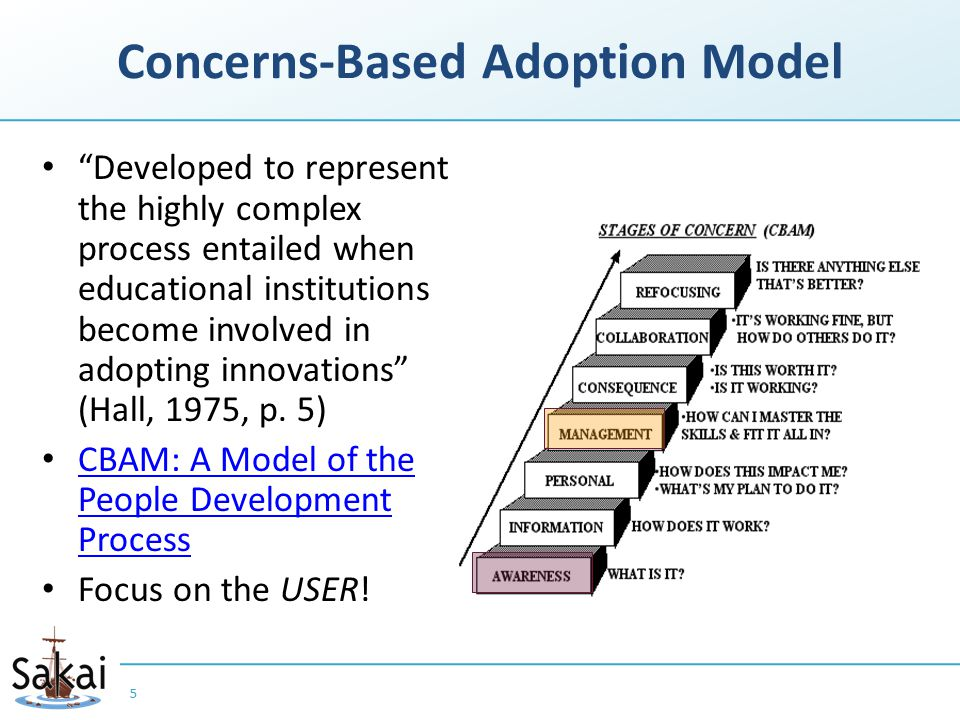 Concerns-Based Adoption Model
• “Developed to represent
the highly complex
process entailed when
educational institutions
become involved in
adopting innovations”
(Hall, 1975, p. 5)
• CBAM: A Model of the
People Development
Process
• Focus on the USER!
STAGES OF CONCERN (CBAM)
REFOCUSING
IS THERE ANYTHING ELSE
THAT'S BETTER?
COLLABORATION
•IT'S WORKING FINE, BUT
HOW DO OTHERS DO IT?
CONSEQUENCE
•IS THIS WORTH IT?
•IS IT WORKING?
MANAGEMENT
•HOW CAN I MASTER THE
SKILLS & FIT IT ALL IN?
PERSONAL
•HOW DOES THIS IMPACT ME?
•WHAT'S MY PLAN TO DO IT?
INFORMATION
HOW DOES IT WORK?
AWARENESS
WHAT IS IT?
Sakai
5